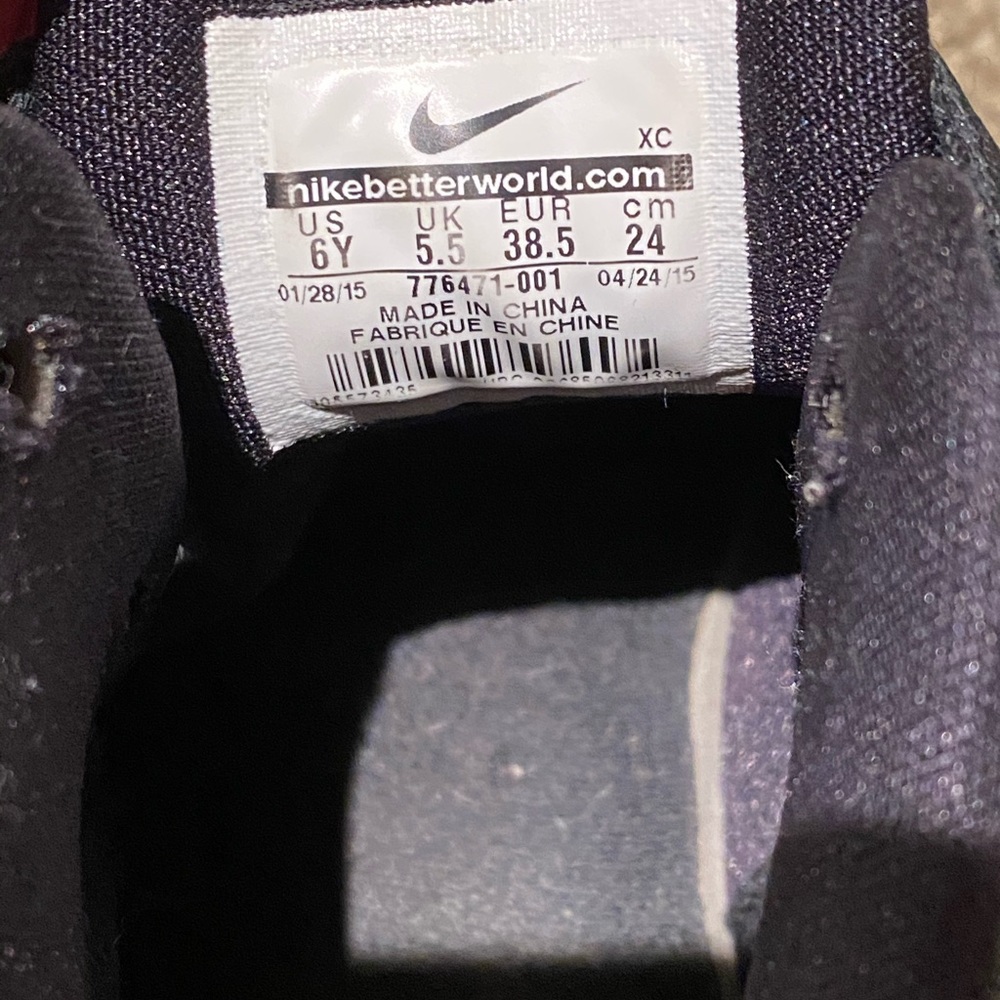 XC
nikebetterworld.com
US UK EUR cm
6Y 5.5 38.5 24
01/28/15 776471-001 04/24/15
MADE IN CHINA
FABRIQUE EN CHINE